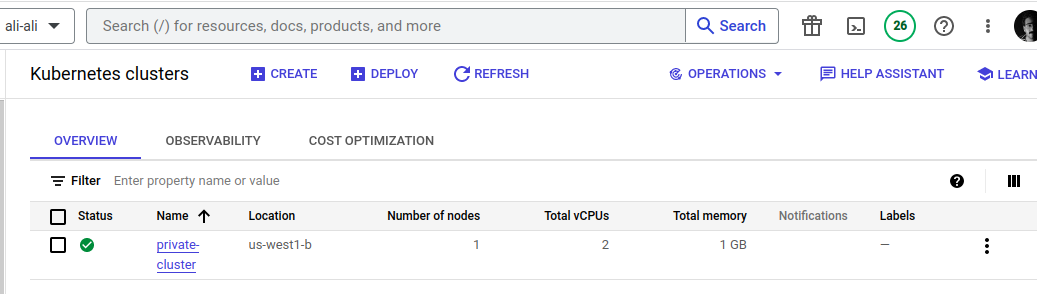 ali-ali
Search (/) for resources, docs, products, and more
Search
26
Kubernetes clusters
CREATE
DEPLOY
REFRESH
OPERATIONS
HELP ASSISTANT
LEARN
OVERVIEW
OBSERVABILITY
COST OPTIMIZATION
Filter Enter property name or value
Status Name Location Number of nodes Total vCPUs Total memory Notifications Labels
private- us-west1-b 1 2 1 GB —
cluster